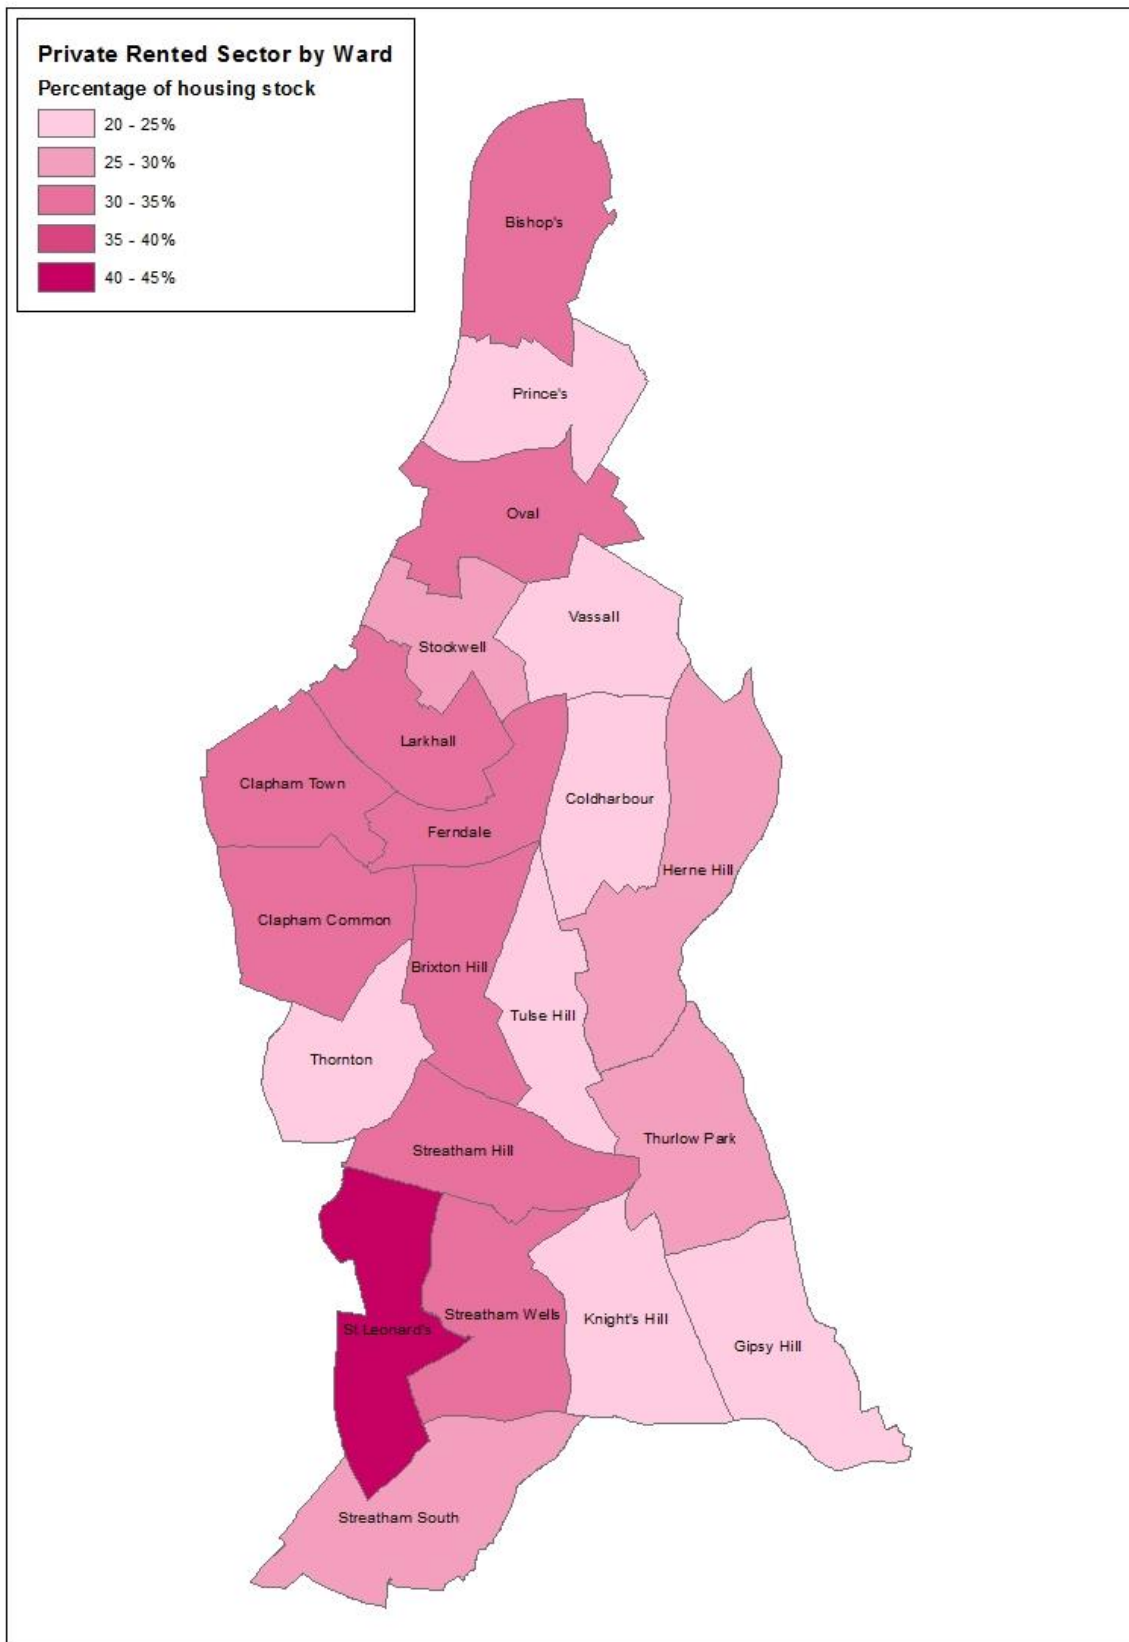 Private Rented Sector by Ward
Percentage of housing stock
20 - 25%
25 - 30%
30 - 35%
35 - 40%
40 - 45%
Bishop's
Prince's
Oval
Vassall
Stockwell
Larkhall
Clapham Town
Coldharbour
Ferndale
Herne Hill
Clapham Common
Brixton Hill
Tulse Hill
Thornton
Thurlow Park
Streatham Hill
Streatham Wells
Knight's Hill
St Leonard's
Gipsy Hill
Streatham South